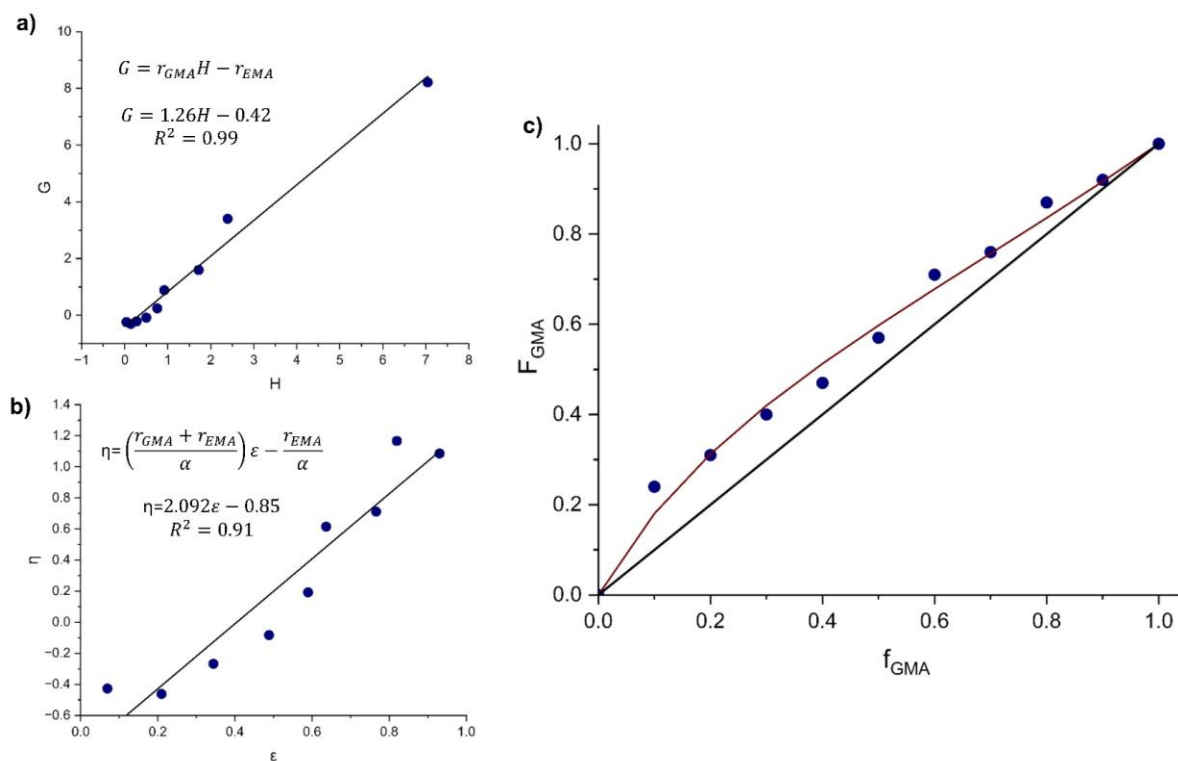 a)
10
8
6
4
2
0
−1 0 1 2 3 4 5 6 7 8
G
H
G = r_GMA H − r_EMA
G = 1.26H − 0.42
R² = 0.99
b)
1.4
1.2
1.0
0.8
0.6
0.4
0.2
0.0
−0.2
−0.4
−0.6
0.0 0.2 0.4 0.6 0.8 1.0
η
ε
η= ((r_GMA + r_EMA)/α) ε − r_EMA/α
η=2.092ε − 0.85
R² = 0.91
c)
1.0
0.8
0.6
0.4
0.2
0.0
0.0 0.2 0.4 0.6 0.8 1.0
F_GMA
f_GMA